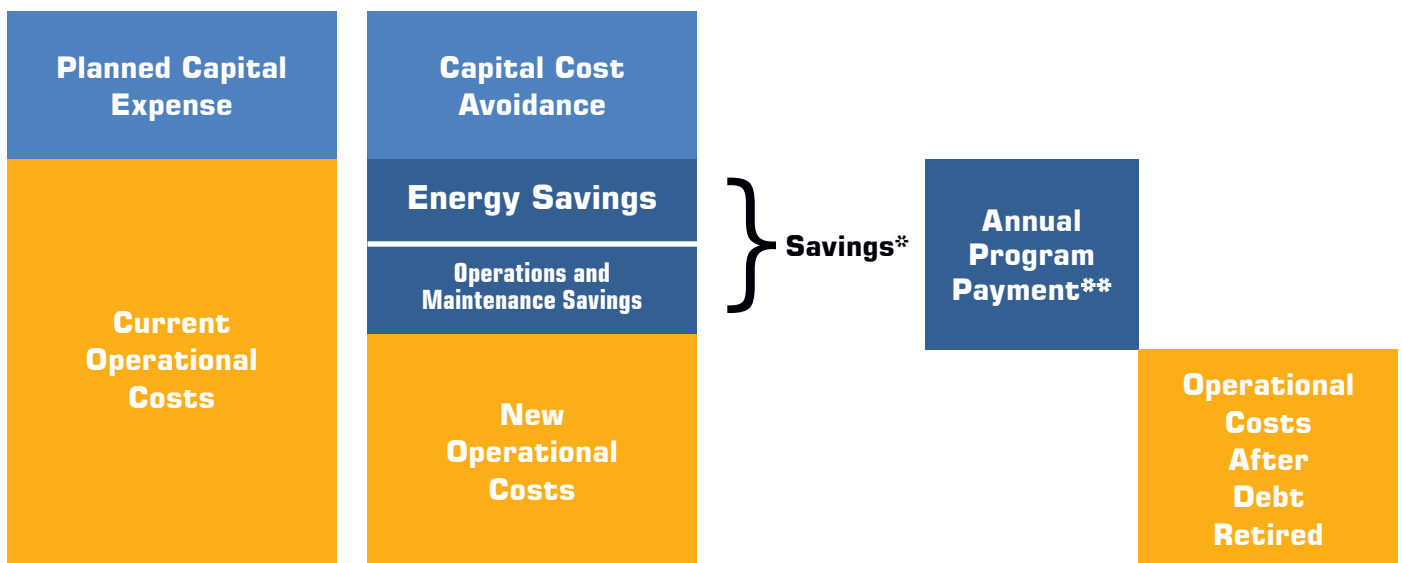 Planned Capital
Expense
Current
Operational
Costs
Capital Cost
Avoidance
Energy Savings
Operations and
Maintenance Savings
New
Operational
Costs
Savings*
Annual
Program
Payment**
Operational
Costs
After
Debt
Retired